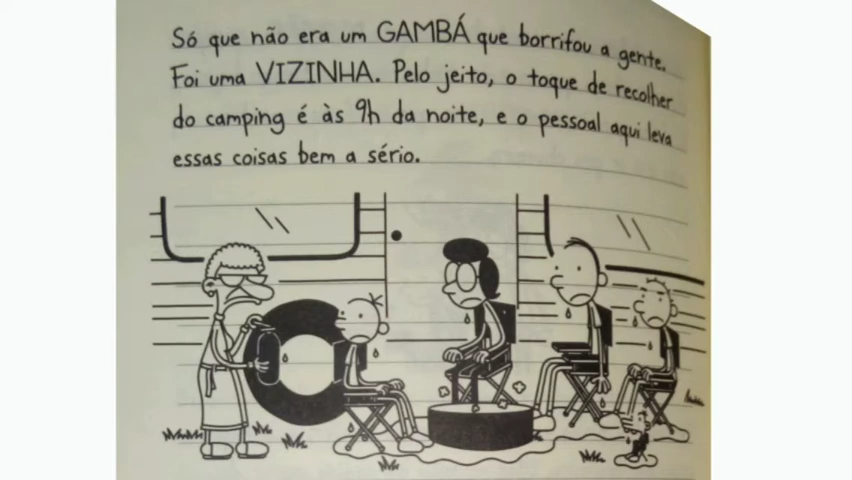 Só que não era um GAMBÁ que borrifou a gente.
Foi uma VIZINHA. Pelo jeito, o toque de recolher
do camping é às 9h da noite, e o pessoal aqui leva
essas coisas bem a sério.